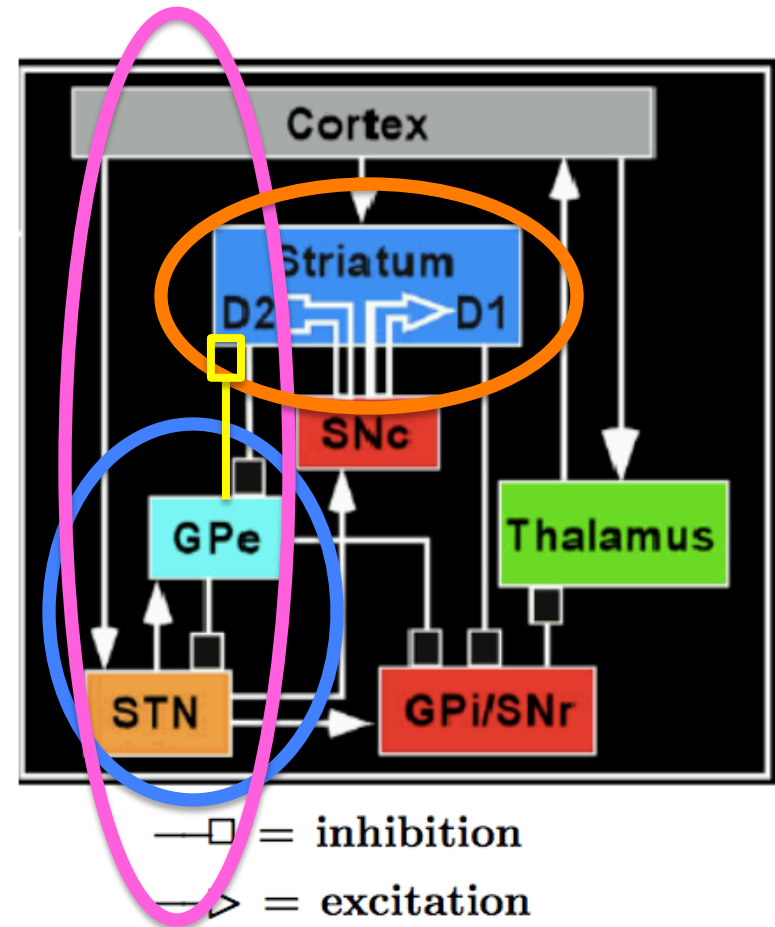 Cortex
Striatum
D2 D1
SNc
GPe
Thalamus
STN
GPi/SNr
= inhibition
= excitation